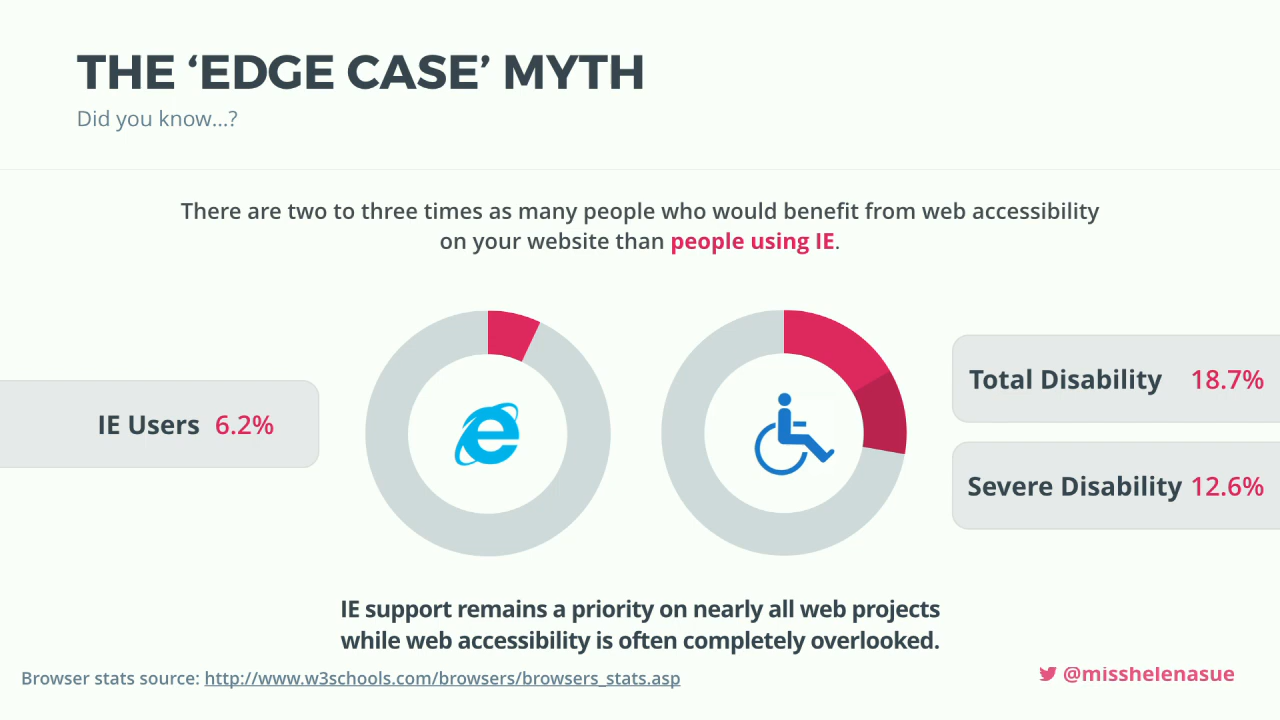 THE ‘EDGE CASE’ MYTH
Did you know...?
There are two to three times as many people who would benefit from web accessibility
on your website than people using IE.
IE Users 6.2%
Total Disability 18.7%
Severe Disability 12.6%
IE support remains a priority on nearly all web projects
while web accessibility is often completely overlooked.
Browser stats source: http://www.w3schools.com/browsers/browsers_stats.asp
@misshelenasue